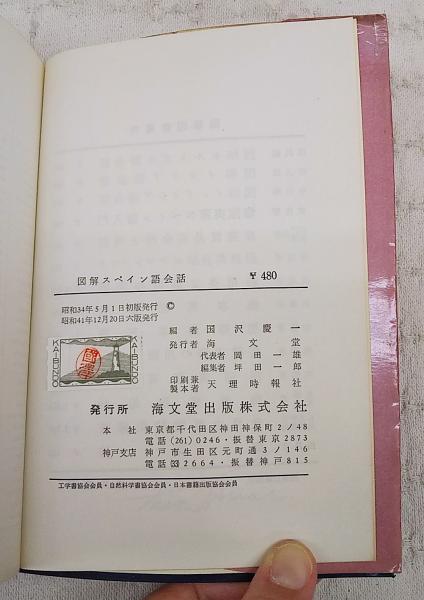 図解スペイン語会話 ¥480
昭和34年5月1日初版発行 ©
昭和41年12月20日六版発行
編者 国沢慶一
発行者 海文堂
代表者 岡田一雄
編集者 坪田一郎
印刷兼製本者 天理時報社
KAIBUNDO
KAIBUNDO
発行所 海文堂出版株式会社
本社 東京都千代田区神田神保町2ノ48
電話(261)0246・振替東京2873
神戸支店 神戸市生田区元町通3ノ146
電話③2664・振替神戸815
工学書協会会員・自然科学書協会会員・日本書籍出版協会会員